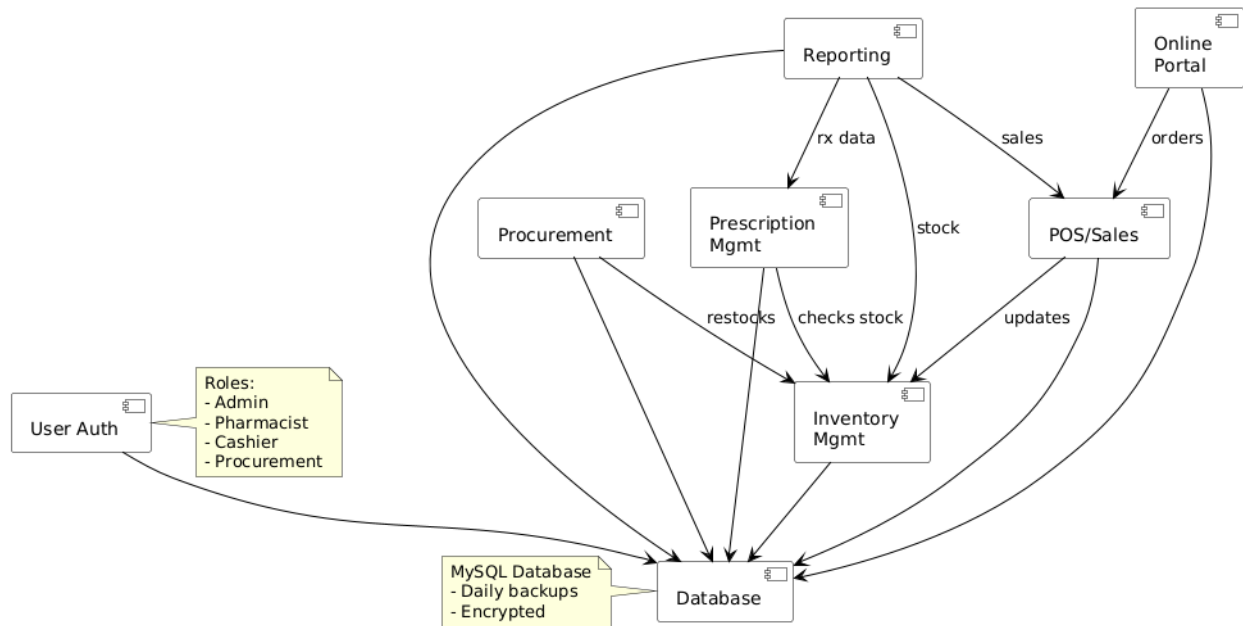 Reporting
Online
Portal
rx data
sales
orders
Procurement
Prescription
Mgmt
stock
POS/Sales
restocks
checks stock
updates
User Auth
Roles:
- Admin
- Pharmacist
- Cashier
- Procurement
Inventory
Mgmt
MySQL Database
- Daily backups
- Encrypted
Database